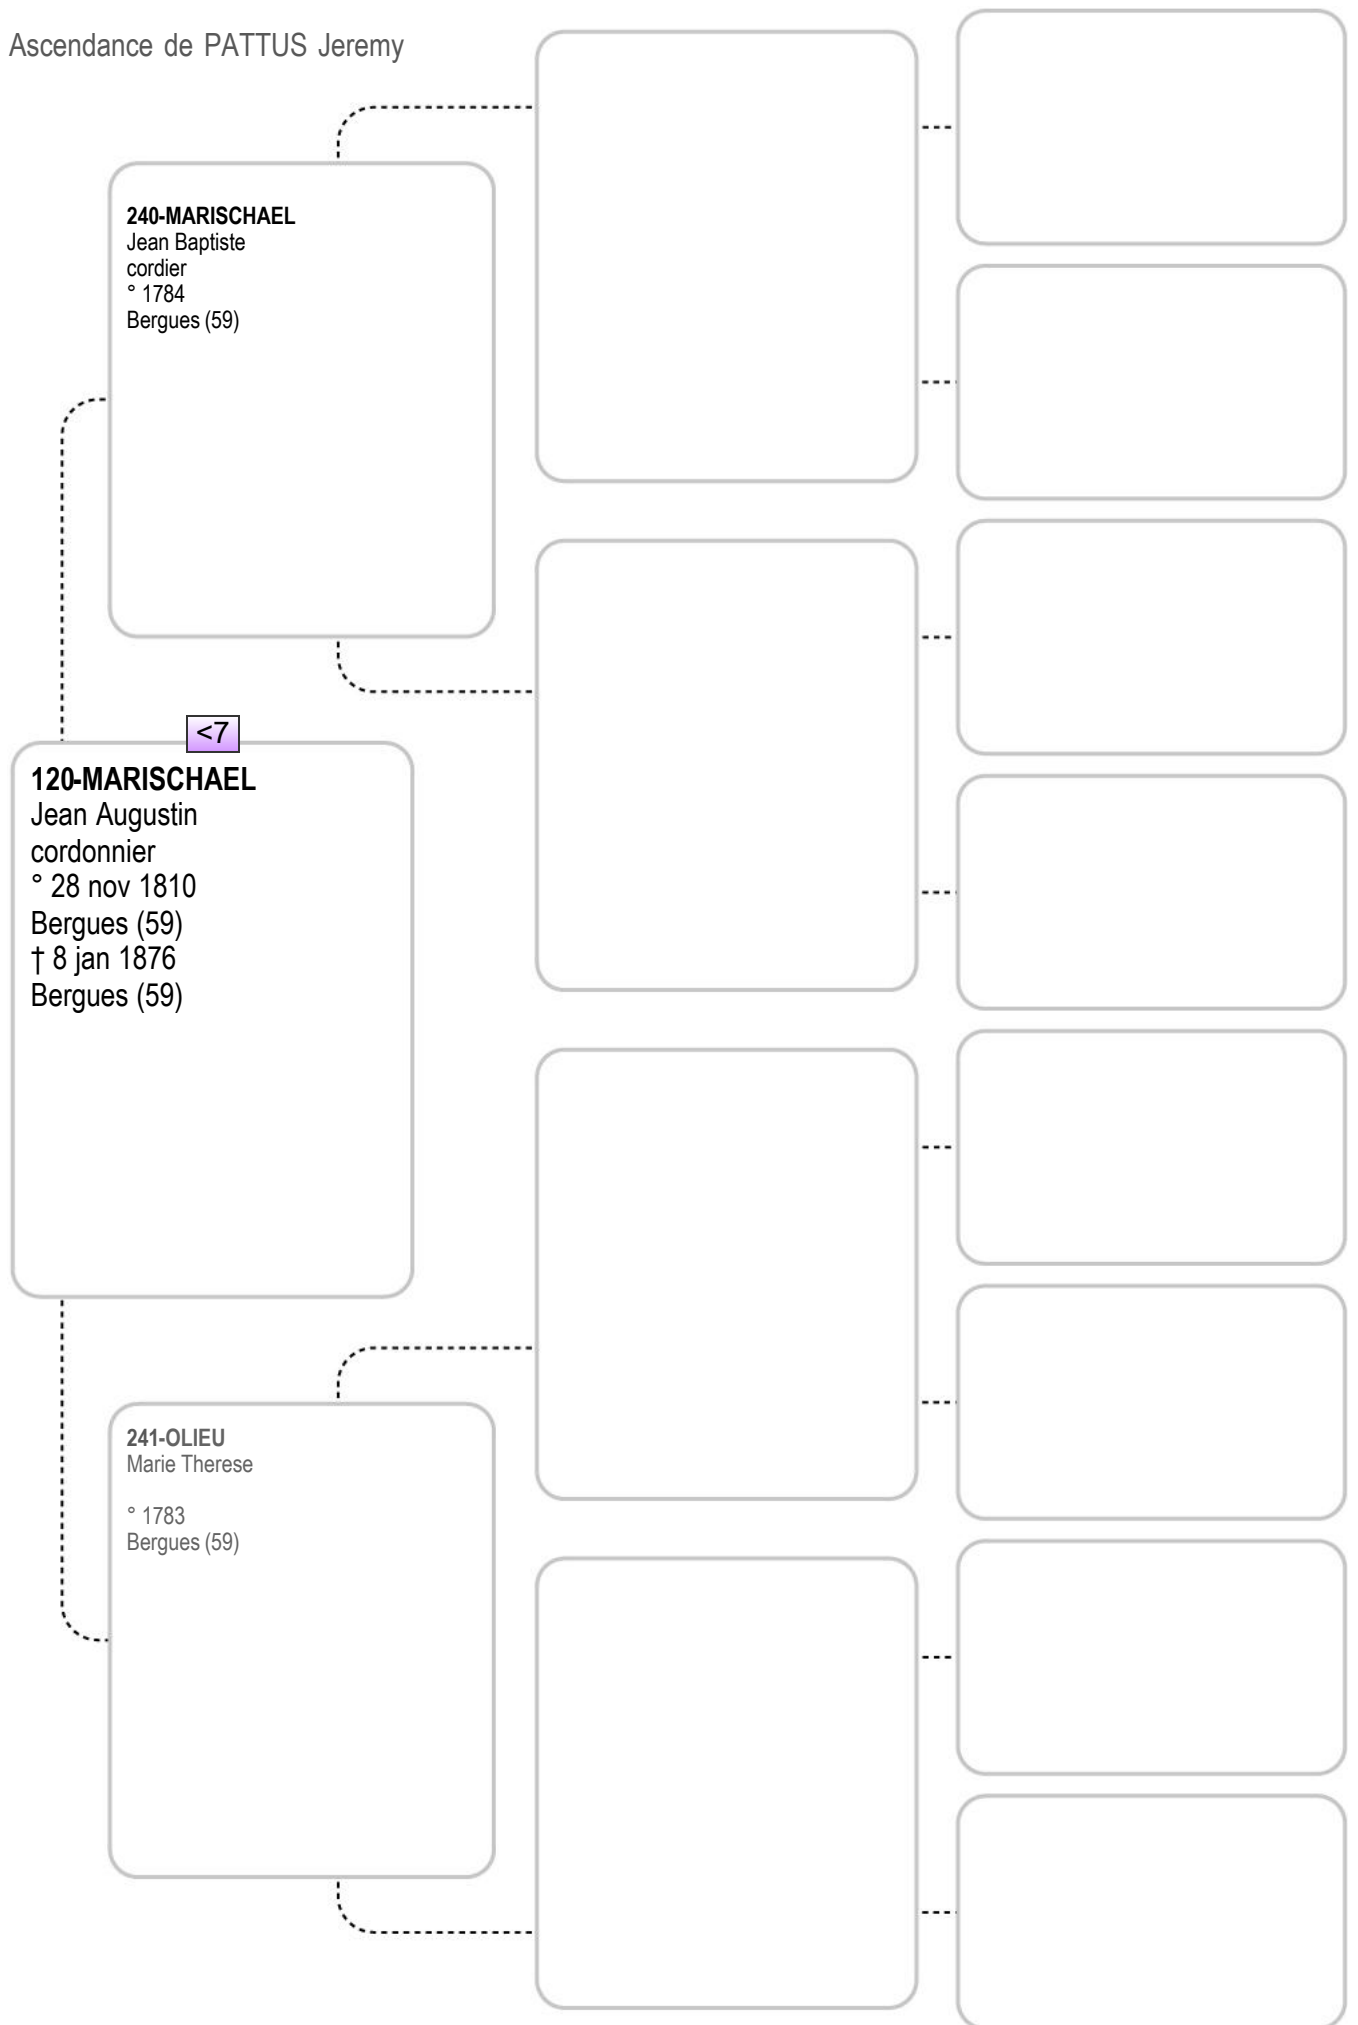 Ascendance de PATTUS Jeremy
240-MARISCHAEL
Jean Baptiste
cordier
° 1784
Bergues (59)
<7
120-MARISCHAEL
Jean Augustin
cordonnier
° 28 nov 1810
Bergues (59)
† 8 jan 1876
Bergues (59)
241-OLIEU
Marie Therese
° 1783
Bergues (59)